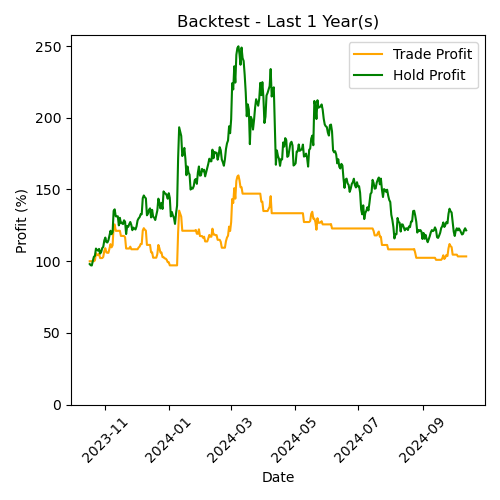 Backtest - Last 1 Year(s)
Trade Profit
Hold Profit
Profit (%)
250
200
150
100
50
0
2023-11
2024-01
2024-03
2024-05
2024-07
2024-09
Date